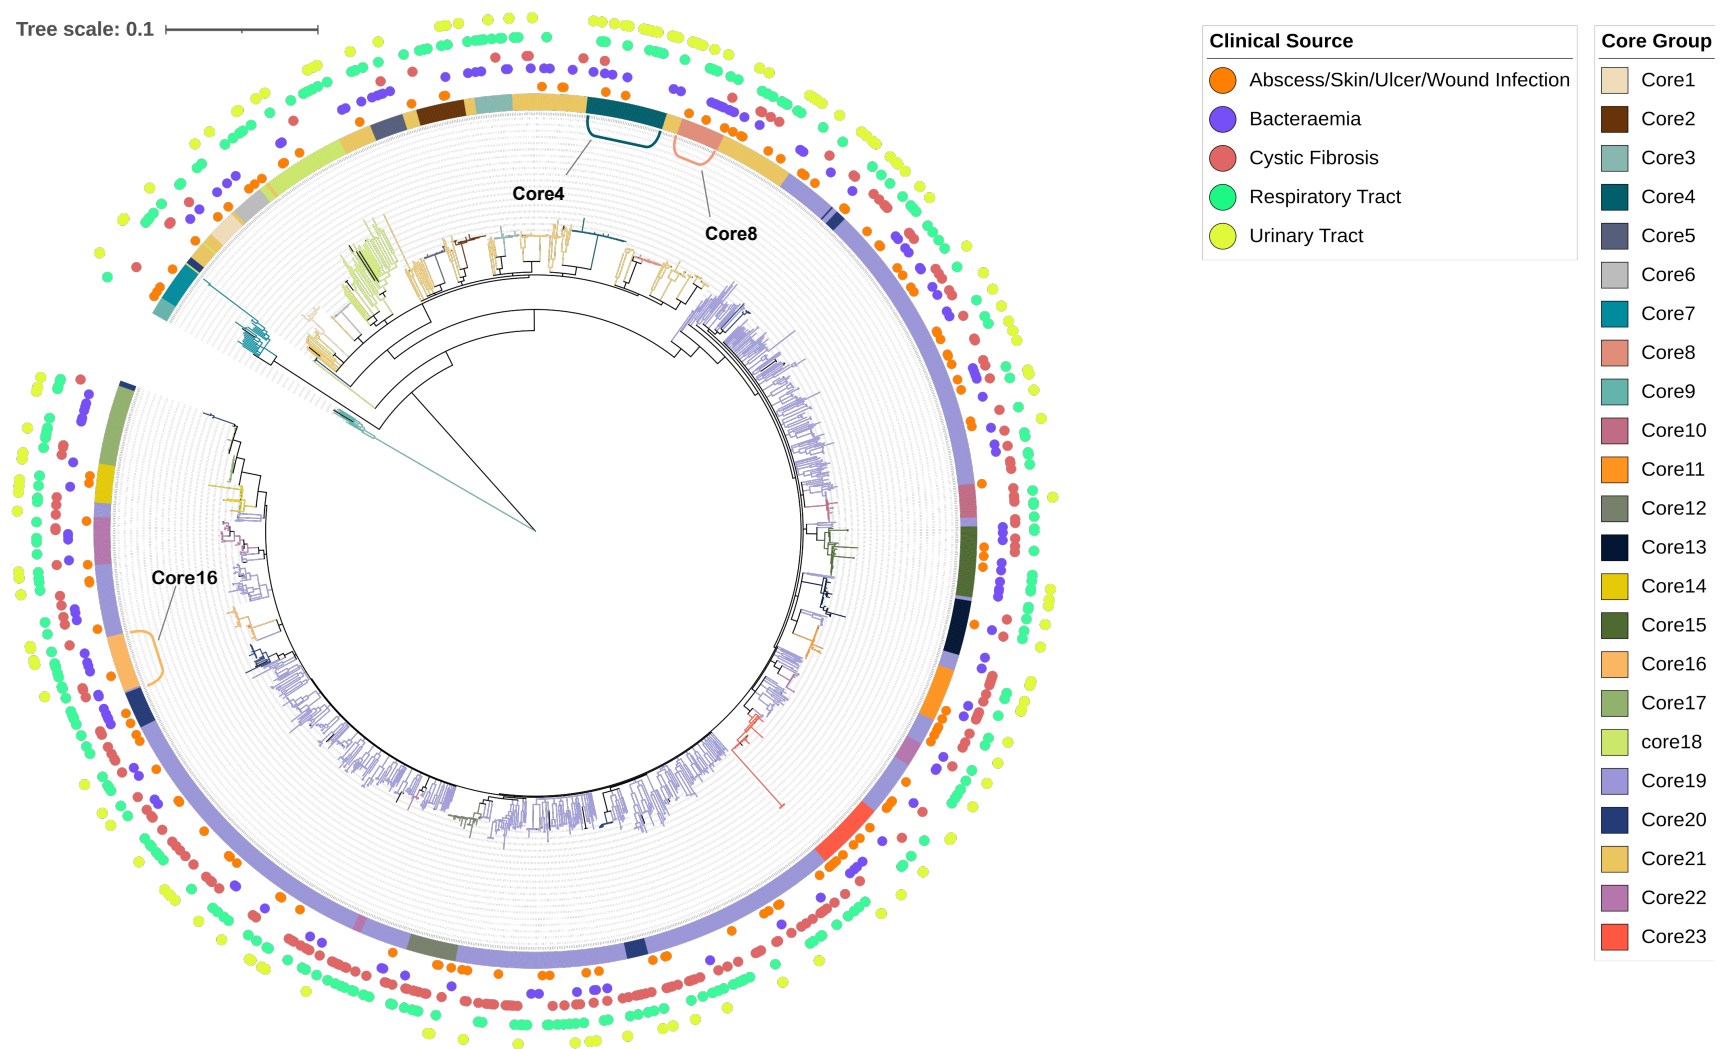 Tree scale: 0.1
Core4
Core8
Core16
Clinical Source
Abscess/Skin/Ulcer/Wound Infection
Bacteraemia
Cystic Fibrosis
Respiratory Tract
Urinary Tract
Core Group
Core1
Core2
Core3
Core4
Core5
Core6
Core7
Core8
Core9
Core10
Core11
Core12
Core13
Core14
Core15
Core16
Core17
core18
Core19
Core20
Core21
Core22
Core23